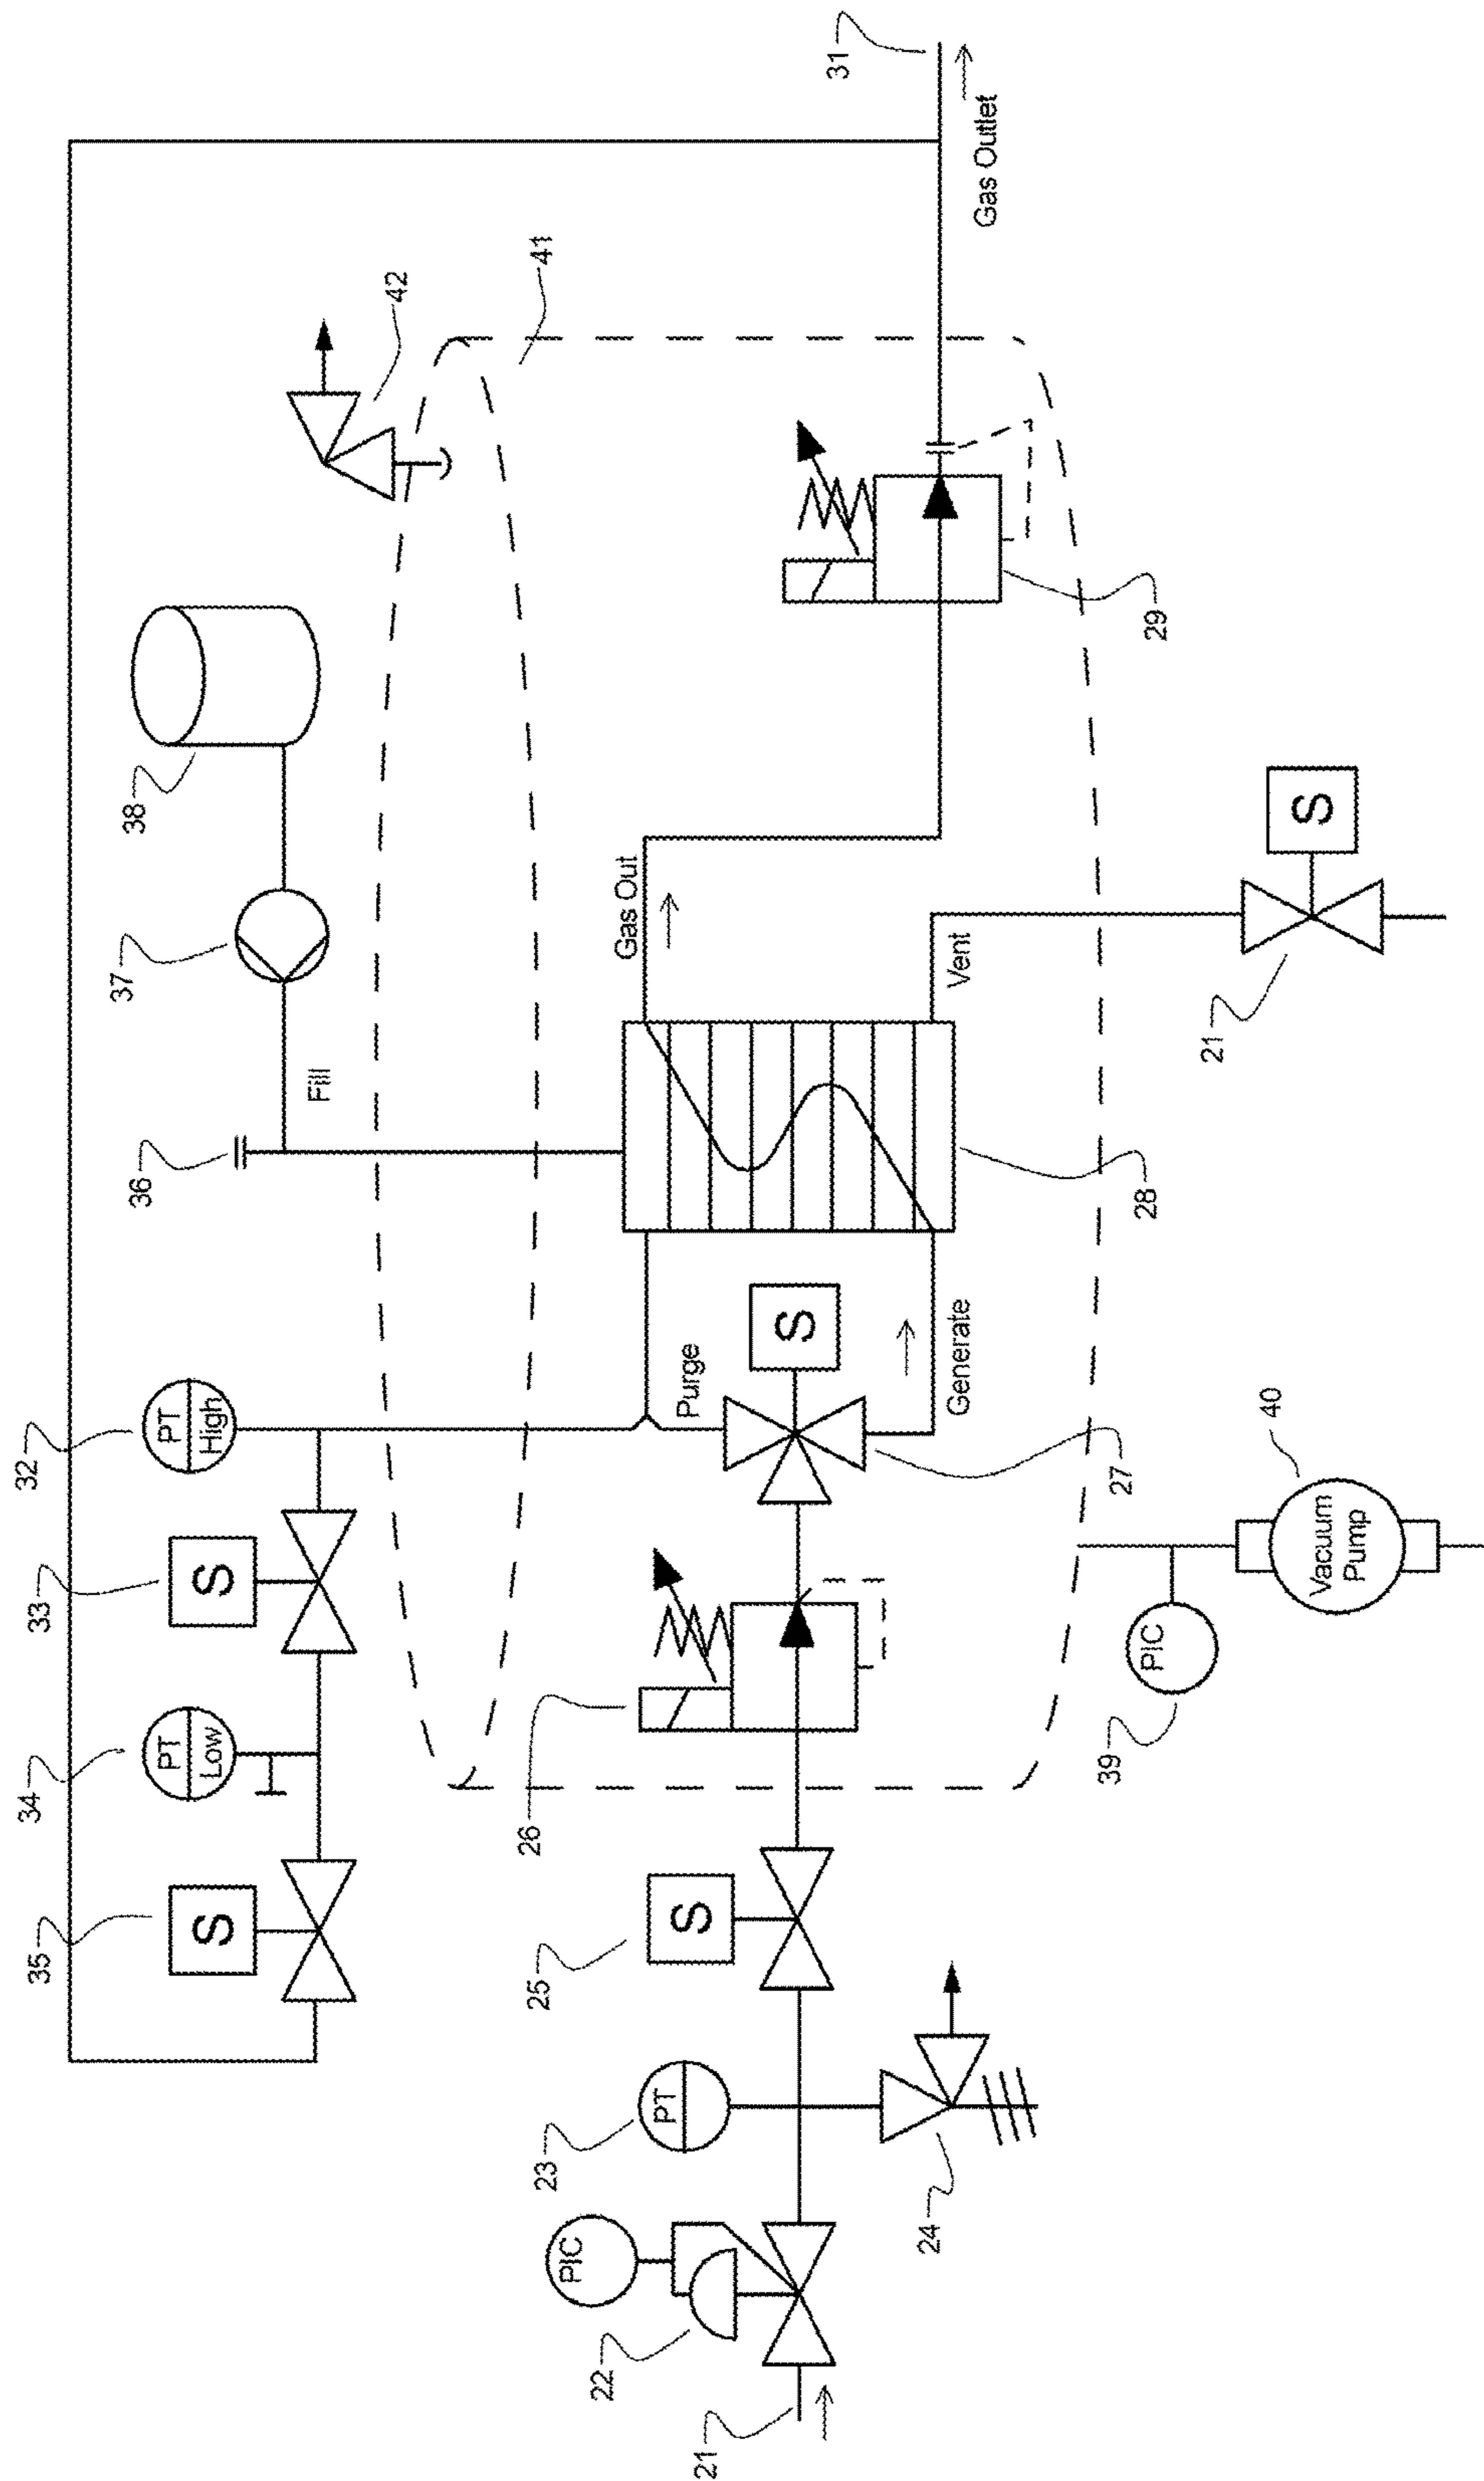 32
PT
High
33
S
34
PT
Low
35
S
36
Fill
37
38
42
41
31
Gas Outlet
21
22
PIC
23
PT
24
25
S
26
27
S
Purge
Generate
28
Gas Out
Vent
29
21
S
39
PIC
40
Vacuum
Pump